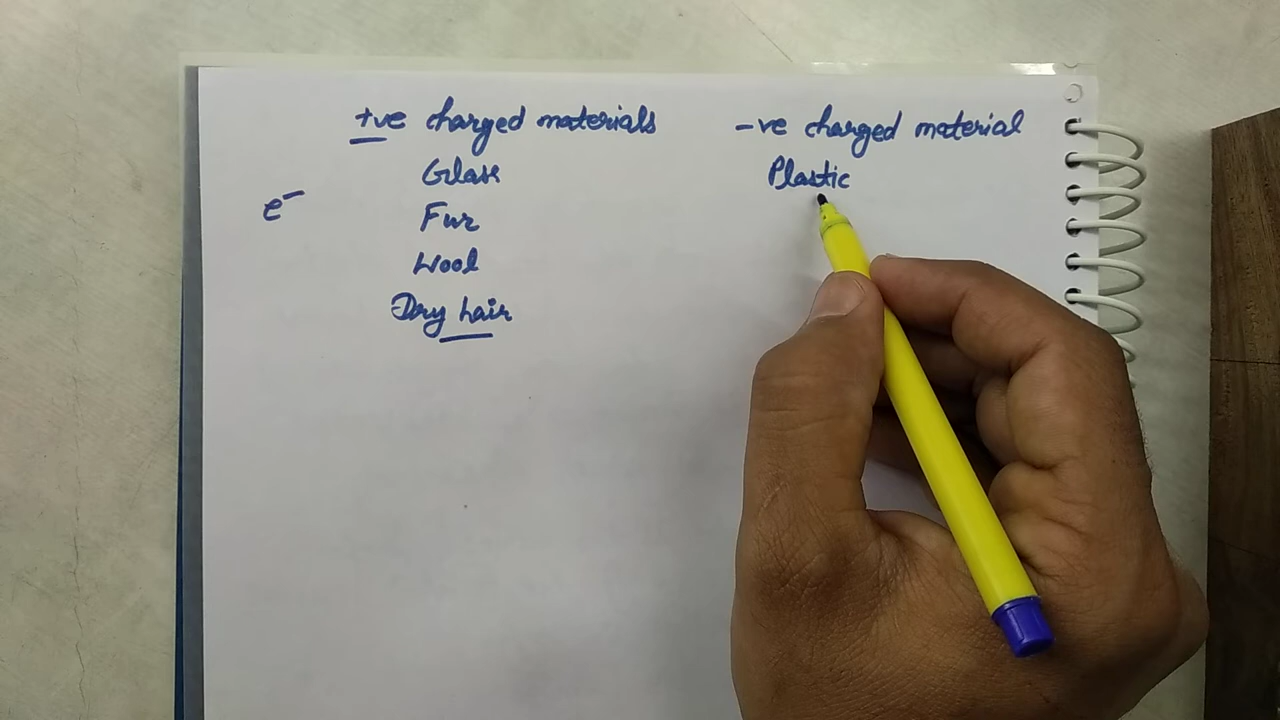 +ve charged materials
Glass
Fur
Wool
Dry hair
e⁻
-ve charged material
Plastic